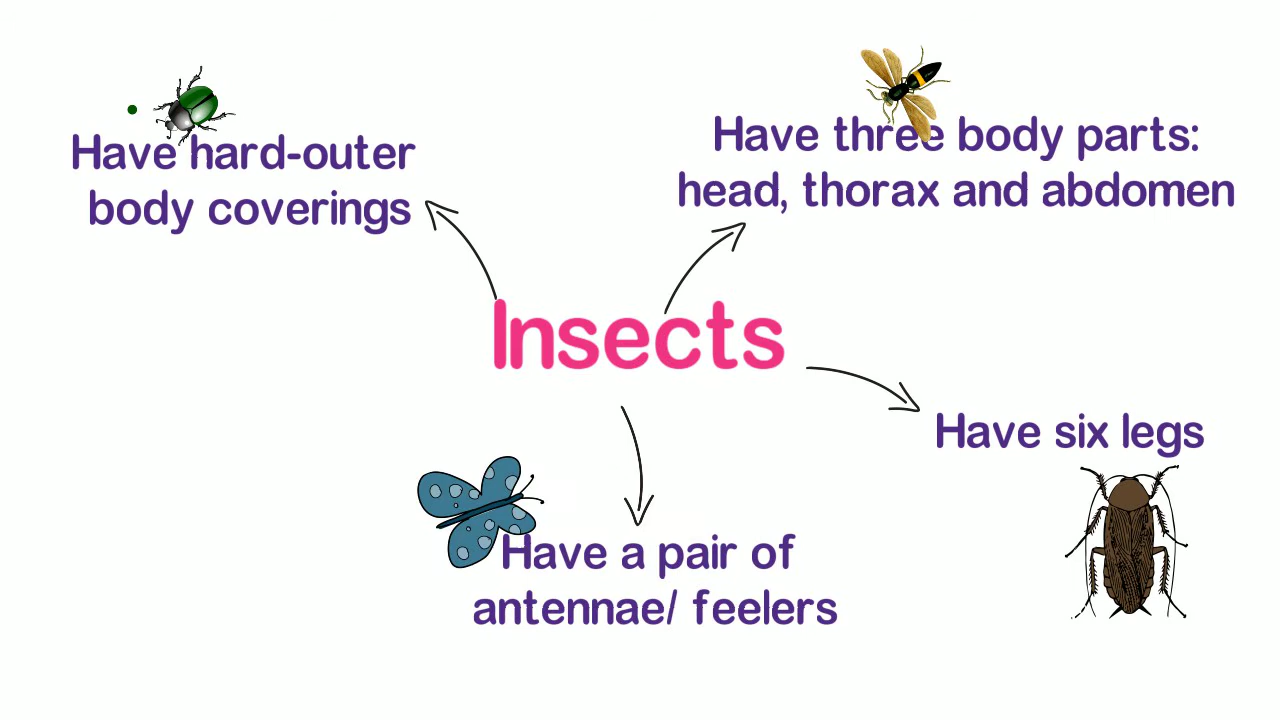 Have hard-outer
body coverings
Have three body parts:
head, thorax and abdomen
Insects
Have six legs
Have a pair of
antennae/ feelers